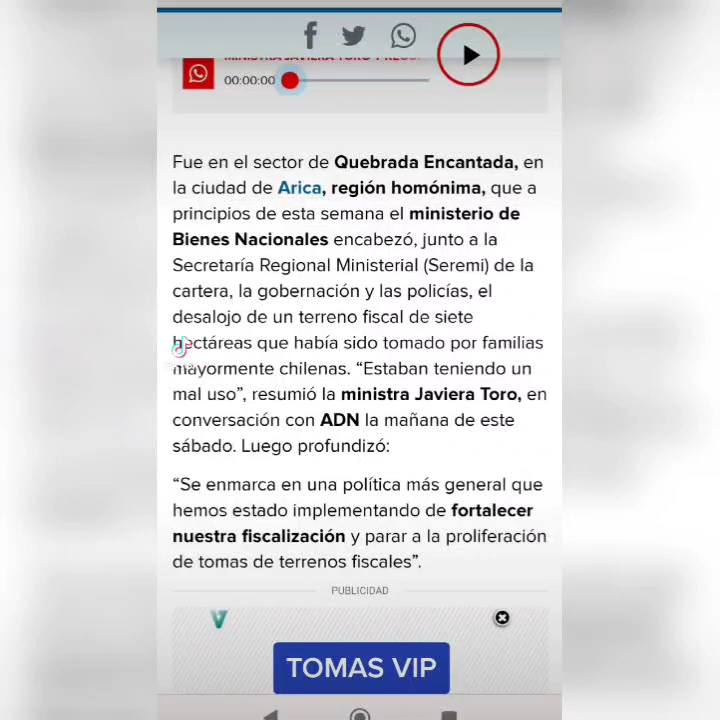 00:00:00
Fue en el sector de Quebrada Encantada, en
la ciudad de Arica, región homónima, que a
principios de esta semana el ministerio de
Bienes Nacionales encabezó, junto a la
Secretaría Regional Ministerial (Seremi) de la
cartera, la gobernación y las policías, el
desalojo de un terreno fiscal de siete
hectáreas que había sido tomado por familias
mayormente chilenas. “Estaban teniendo un
mal uso”, resumió la ministra Javiera Toro, en
conversación con ADN la mañana de este
sábado. Luego profundizó:
“Se enmarca en una política más general que
hemos estado implementando de fortalecer
nuestra fiscalización y parar a la proliferación
de tomas de terrenos fiscales”.
PUBLICIDAD
TOMAS VIP